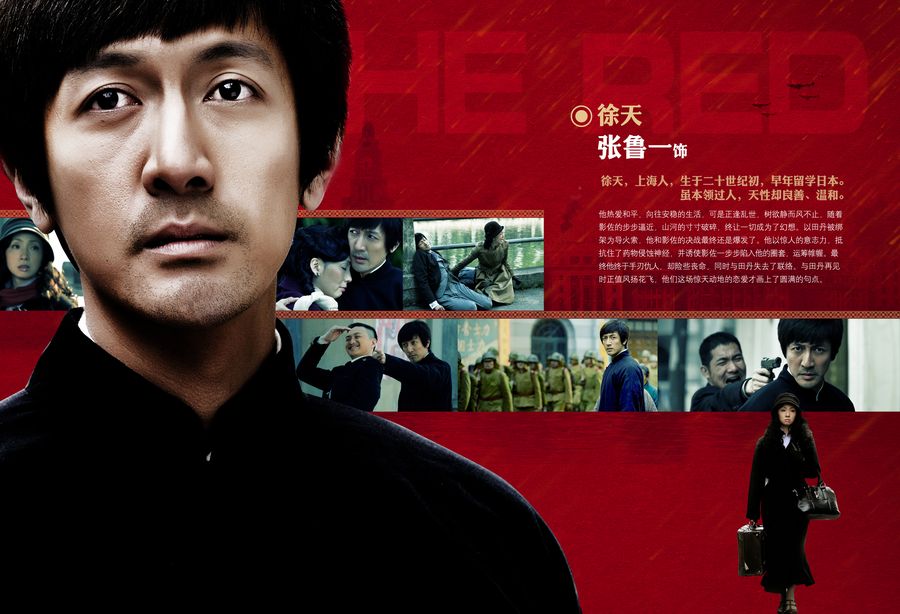 THE RED
徐天
张鲁一饰
徐天，上海人，生于二十世纪初，早年留学日本。
虽本领过人，天性却良善、温和。
他热爱和平，向往安稳的生活，可是正逢乱世，树欲静而风不止，随着
影佐的步步逼近，山河的寸寸破碎，终让一切成为了幻想。以田丹被绑
架为导火索，他和影佐的决战最终还是爆发了。他以惊人的意志力，抵
抗住了药物侵蚀神经，并诱使影佐一步步陷入他的圈套，运筹帷幄，最
终他终于手刃仇人，却险些丧命，同时与田丹失去了联络。与田丹再见
时正值风扬花飞，他们这场惊天动地的恋爱才画上了圆满的句点。